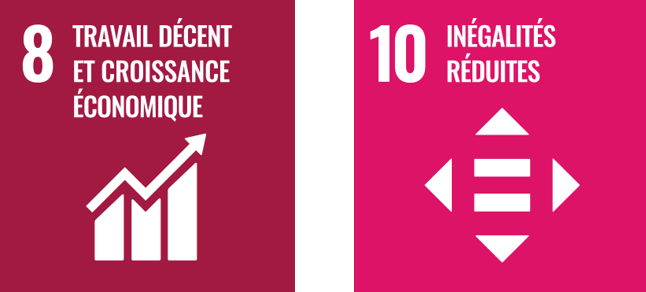 8
TRAVAIL DÉCENT
ET CROISSANCE
ÉCONOMIQUE
10
INÉGALITÉS
RÉDUITES